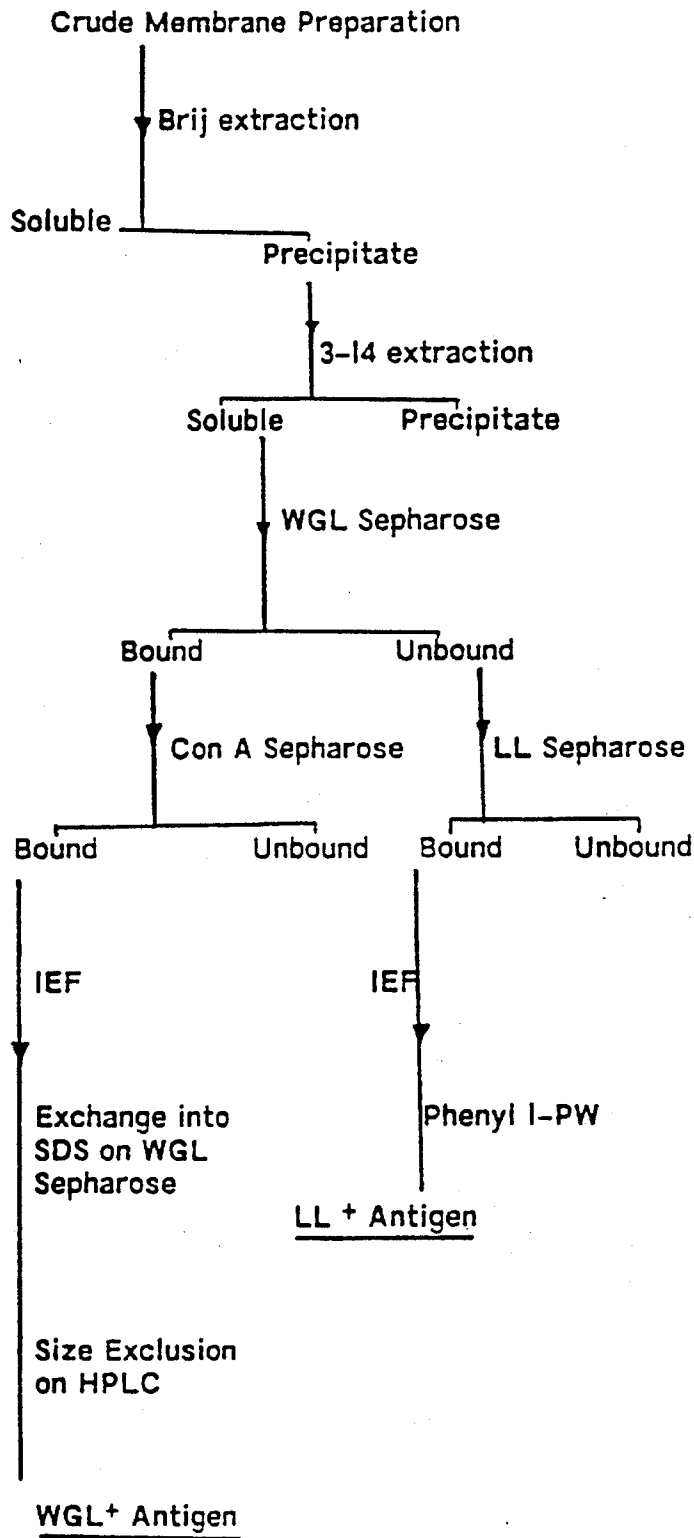 Crude Membrane Preparation
Brij extraction
Soluble
Precipitate
3-14 extraction
Soluble
Precipitate
WGL Sepharose
Bound
Unbound
Con A Sepharose
LL Sepharose
Bound
Unbound
Bound
Unbound
IEF
IEF
Exchange into
SDS on WGL
Sepharose
Phenyl I-PW
LL + Antigen
Size Exclusion
on HPLC
WGL+ Antigen